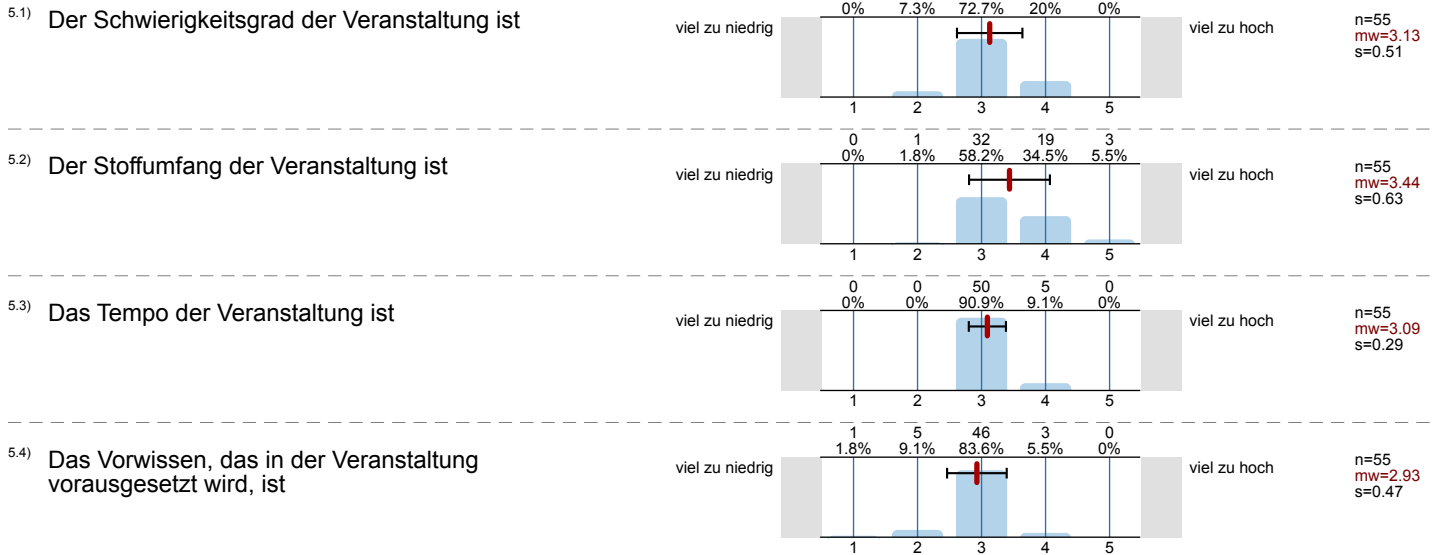 0% 7.3% 72.7% 20% 0%
5.1) Der Schwierigkeitsgrad der Veranstaltung ist
viel zu niedrig
viel zu hoch
n=55
mw=3.13
s=0.51
1 2 3 4 5
0 1 32 19 3
0% 1.8% 58.2% 34.5% 5.5%
5.2) Der Stoffumfang der Veranstaltung ist
viel zu niedrig
viel zu hoch
n=55
mw=3.44
s=0.63
1 2 3 4 5
0 0 50 5 0
0% 0% 90.9% 9.1% 0%
5.3) Das Tempo der Veranstaltung ist
viel zu niedrig
viel zu hoch
n=55
mw=3.09
s=0.29
1 2 3 4 5
1 5 46 3 0
1.8% 9.1% 83.6% 5.5% 0%
5.4) Das Vorwissen, das in der Veranstaltung
vorausgesetzt wird, ist
viel zu niedrig
viel zu hoch
n=55
mw=2.93
s=0.47
1 2 3 4 5